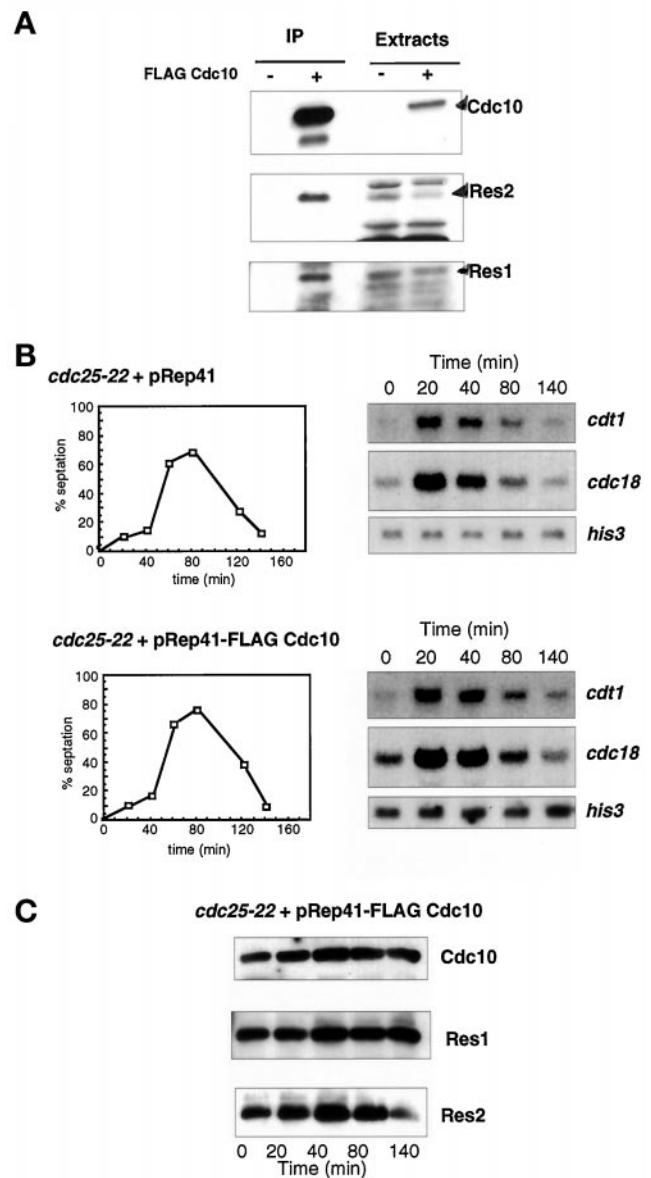 A
IP Extracts
FLAG Cdc10 - + - +
Cdc10
Res2
Res1
B
cdc25-22 + pRep41
% septation
100
80
60
40
20
0
0 40 80 120 160
time (min)
Time (min)
0 20 40 80 140
cdt1
cdc18
his3
cdc25-22 + pRep41-FLAG Cdc10
% septation
100
80
60
40
20
0
0 40 80 120 160
time (min)
Time (min)
0 20 40 80 140
cdt1
cdc18
his3
C
cdc25-22 + pRep41-FLAG Cdc10
Cdc10
Res1
Res2
0 20 40 80 140
Time (min)